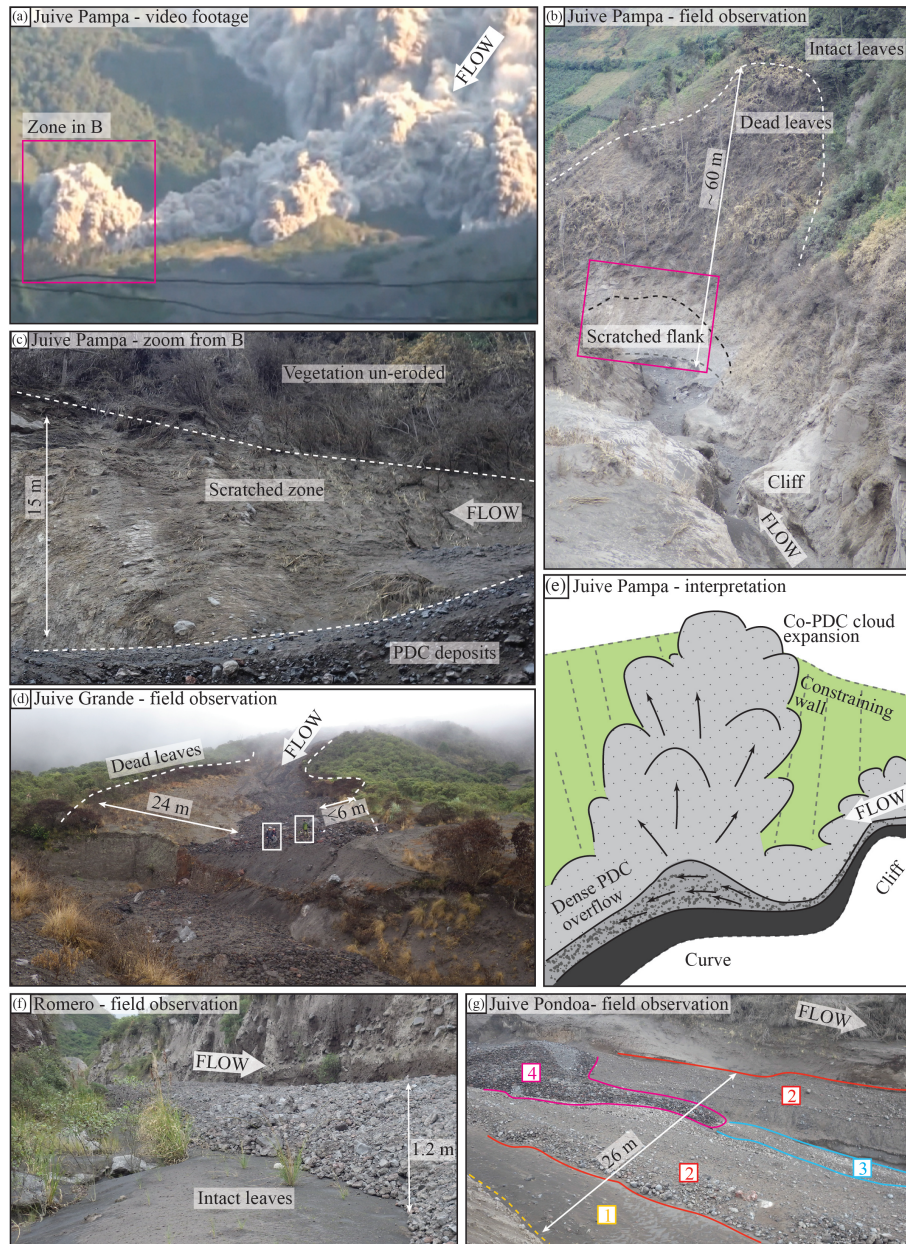 (a) Juive Pampa - video footage
FLOW
Zone in B
(b) Juive Pampa - field observation
Intact leaves
Dead leaves
~ 60 m
Scratched flank
Cliff
FLOW
(c) Juive Pampa - zoom from B
Vegetation un-eroded
Scratched zone
15 m
FLOW
PDC deposits
(d) Juive Grande - field observation
FLOW
Dead leaves
24 m
<6 m
(e) Juive Pampa - interpretation
Co-PDC cloud
expansion
Constraining
wall
FLOW
Dense PDC
overflow
Cliff
Curve
(f) Romero - field observation
FLOW
1.2 m
Intact leaves
(g) Juive Pondoa- field observation
FLOW
4
2
26 m
2
3
1